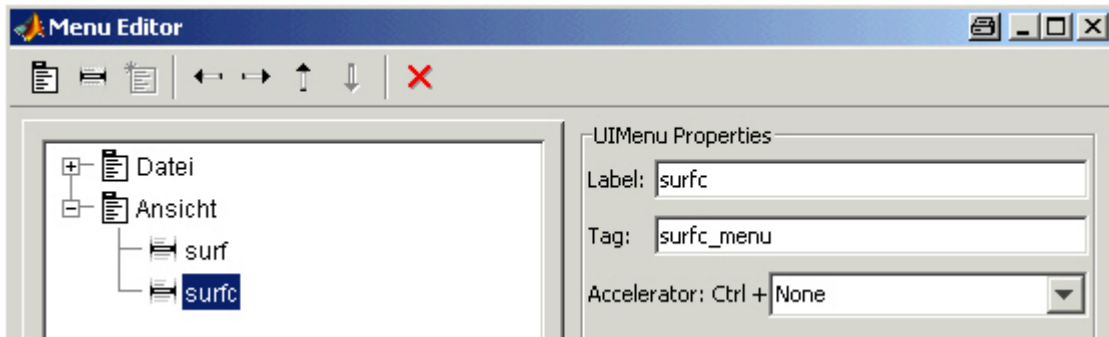 Menu Editor
Datei
Ansicht
surf
surfc
UIMenu Properties
Label: surfc
Tag: surfc_menu
Accelerator: Ctrl + None